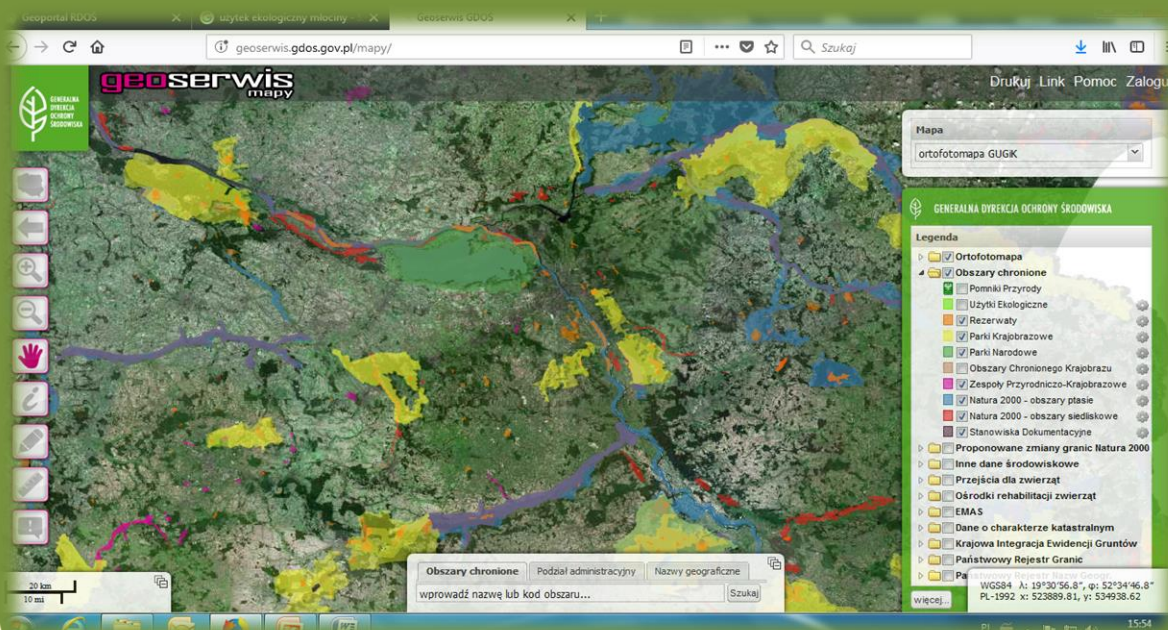 Geoportal RDOS
użytek ekologiczny młociny -
Geoserwis GDOS
geoserwis.gdos.gov.pl/mapy/
Szukaj
GENERALNA
DYREKCJA
OCHRONY
ŚRODOWISKA
geoserwis
mapy
Drukuj Link Pomoc Zalogu
Mapa
ortofotomapa GUGiK
GENERALNA DYREKCJA OCHRONY ŚRODOWISKA
Legenda
Ortofotomapa
Obszary chronione
Pomniki Przyrody
Użytki Ekologiczne
Rezerwaty
Parki Krajobrazowe
Parki Narodowe
Obszary Chronionego Krajobrazu
Zespoły Przyrodniczo-Krajobrazowe
Natura 2000 - obszary ptasie
Natura 2000 - obszary siedliskowe
Stanowiska Dokumentacyjne
Proponowane zmiany granic Natura 2000
Inne dane środowiskowe
Przejścia dla zwierząt
Ośrodki rehabilitacji zwierząt
EMAS
Dane o charakterze katastralnym
Krajowa Integracja Ewidencji Gruntów
Państwowy Rejestr Granic
Państwowy Rejestr Nazw Geogr.
więcej...
WGS84 λ: 19°30'56.8", φ: 52°34'46.8"
PL-1992 x: 523889.81, y: 534938.62
20 km
10 mi
Obszary chronione
Podział administracyjny
Nazwy geograficzne
wprowadź nazwę lub kod obszaru...
Szukaj
PL
15:54